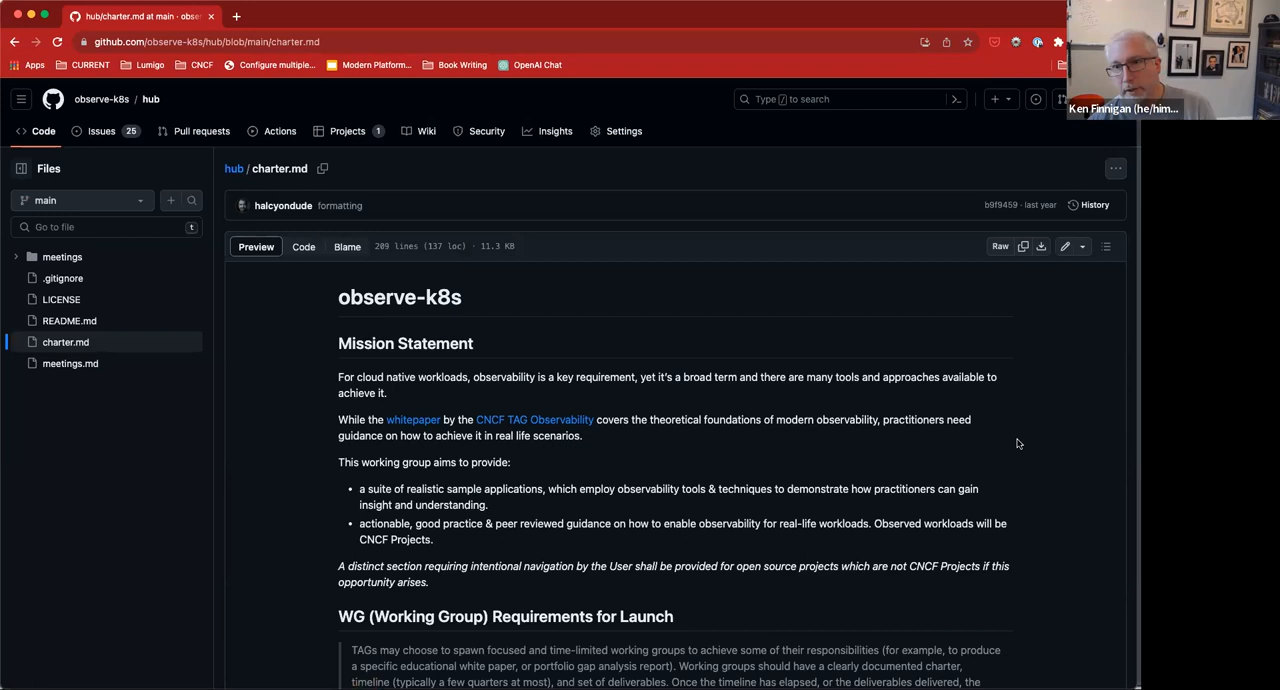 hub/charter.md at main · obse
github.com/observe-k8s/hub/blob/main/charter.md
Apps CURRENT Lumigo CNCF Configure multiple... Modern Platform... Book Writing OpenAI Chat
Ken Finnigan (he/him...
observe-k8s / hub
Type / to search
Code Issues 25 Pull requests Actions Projects 1 Wiki Security Insights Settings
Files
hub / charter.md
main
halcyondude formatting
b9f9459 · last year History
Go to file t
Preview Code Blame 209 lines (137 loc) · 11.3 KB
Raw
meetings
.gitignore
LICENSE
README.md
charter.md
meetings.md
observe-k8s
Mission Statement
For cloud native workloads, observability is a key requirement, yet it's a broad term and there are many tools and approaches available to
achieve it.
While the whitepaper by the CNCF TAG Observability covers the theoretical foundations of modern observability, practitioners need
guidance on how to achieve it in real life scenarios.
This working group aims to provide:
• a suite of realistic sample applications, which employ observability tools & techniques to demonstrate how practitioners can gain
insight and understanding.
• actionable, good practice & peer reviewed guidance on how to enable observability for real-life workloads. Observed workloads will be
CNCF Projects.
A distinct section requiring intentional navigation by the User shall be provided for open source projects which are not CNCF Projects if this
opportunity arises.
WG (Working Group) Requirements for Launch
TAGs may choose to spawn focused and time-limited working groups to achieve some of their responsibilities (for example, to produce
a specific educational white paper, or portfolio gap analysis report). Working groups should have a clearly documented charter,
timeline (typically a few quarters at most), and set of deliverables. Once the timeline has elapsed, or the deliverables delivered, the